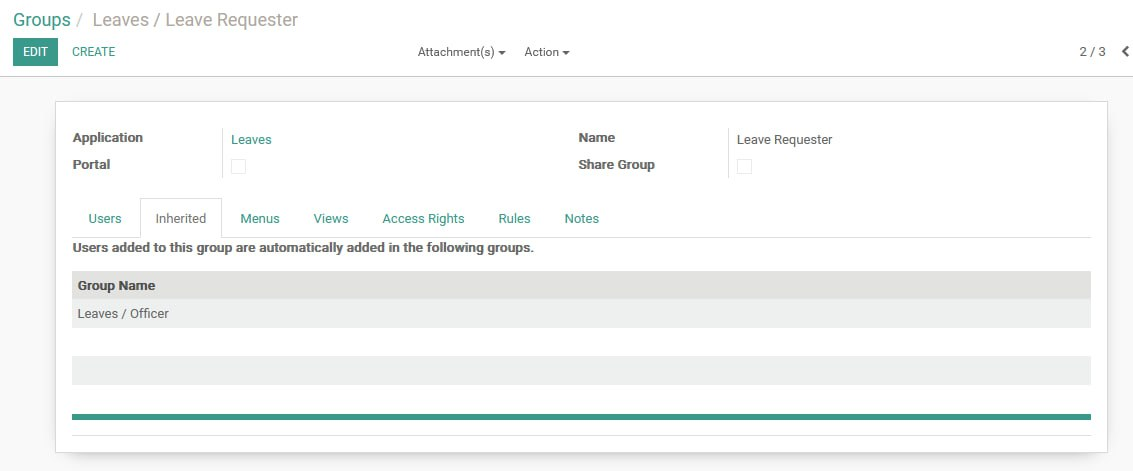 Groups / Leaves / Leave Requester
EDIT CREATE Attachment(s) Action 2 / 3
Application Leaves Name Leave Requester
Portal Share Group
Users Inherited Menus Views Access Rights Rules Notes
Users added to this group are automatically added in the following groups.
Group Name
Leaves / Officer